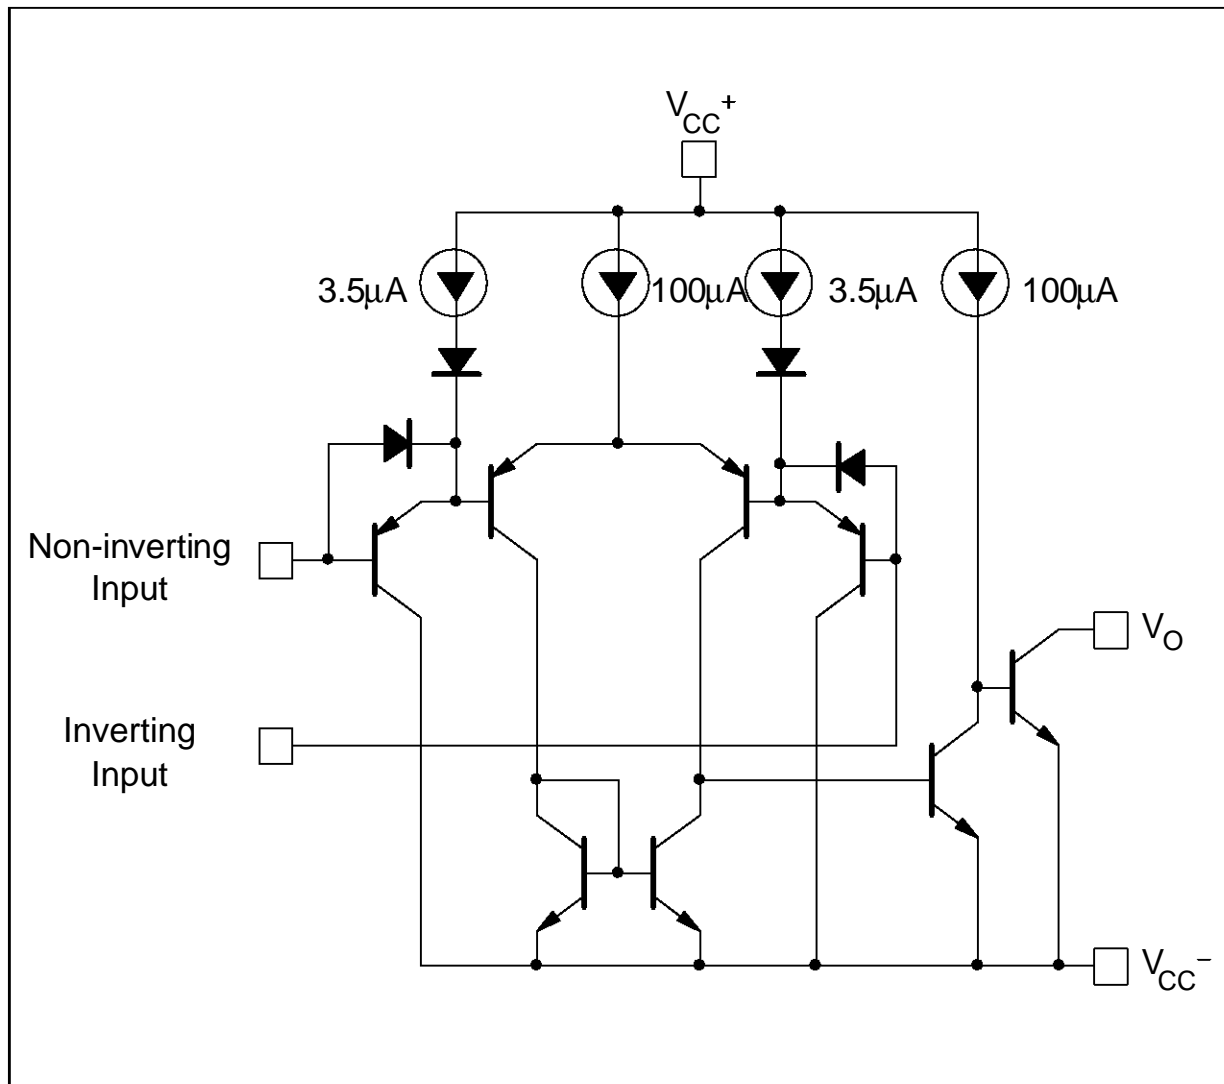 VCC+
3.5μA
100μA
3.5μA
100μA
Non-inverting
Input
VO
Inverting
Input
VCC−